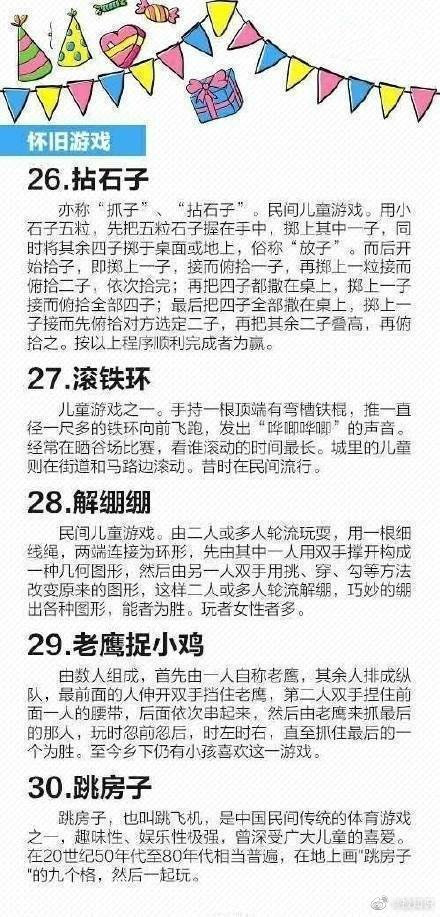 怀旧游戏
26.拈石子
亦称“抓子”、“拈石子”。民间儿童游戏。用小
石子五粒，先把五粒石子握在手中，掷上其中一子，同
时将其余四子掷于桌面或地上，俗称“放子”。而后开
始拾子，即掷上一子，接而俯拾一子，再掷上一粒接而
俯拾二子，依次拾完；再把四子都撒在桌上，掷上一子
接而俯拾全部四子；最后把四子全部撒在桌上，掷上一
子接而先俯拾对方选定二子，再把其余二子叠高，再俯
拾之。按以上程序顺利完成者为赢。
27.滚铁环
儿童游戏之一。手持一根顶端有弯槽铁棍，推一直
径一尺多的铁环向前飞跑，发出“哗唧哗唧”的声音。
经常在晒谷场比赛，看谁滚动的时间最长。城里的儿童
则在街道和马路边滚动。昔时在民间流行。
28.解绷绷
民间儿童游戏。由二人或多人轮流玩耍，用一根细
线绳，两端连接为环形，先由其中一人用双手撑开构成
一种几何图形，然后由另一人双手用挑、穿、勾等方法
改变原来的图形，这样二人或多人轮流解绷，巧妙的绷
出各种图形，能者为胜。玩者女性者多。
29.老鹰捉小鸡
由数人组成，首先由一人自称老鹰，其余人排成纵
队，最前面的人伸开双手挡住老鹰，第二人双手捏住前
面一人的腰带，后面依次串起来，然后由老鹰来抓最后
的那人，玩时忽前忽后，时左时右，直至抓住最后的一
个为胜。至今乡下仍有小孩喜欢这一游戏。
30.跳房子
跳房子，也叫跳飞机，是中国民间传统的体育游戏
之一，趣味性、娱乐性极强，曾深受广大儿童的喜爱。
在20世纪50年代至80年代相当普遍，在地上画"跳房子
"的九个格，然后一起玩。